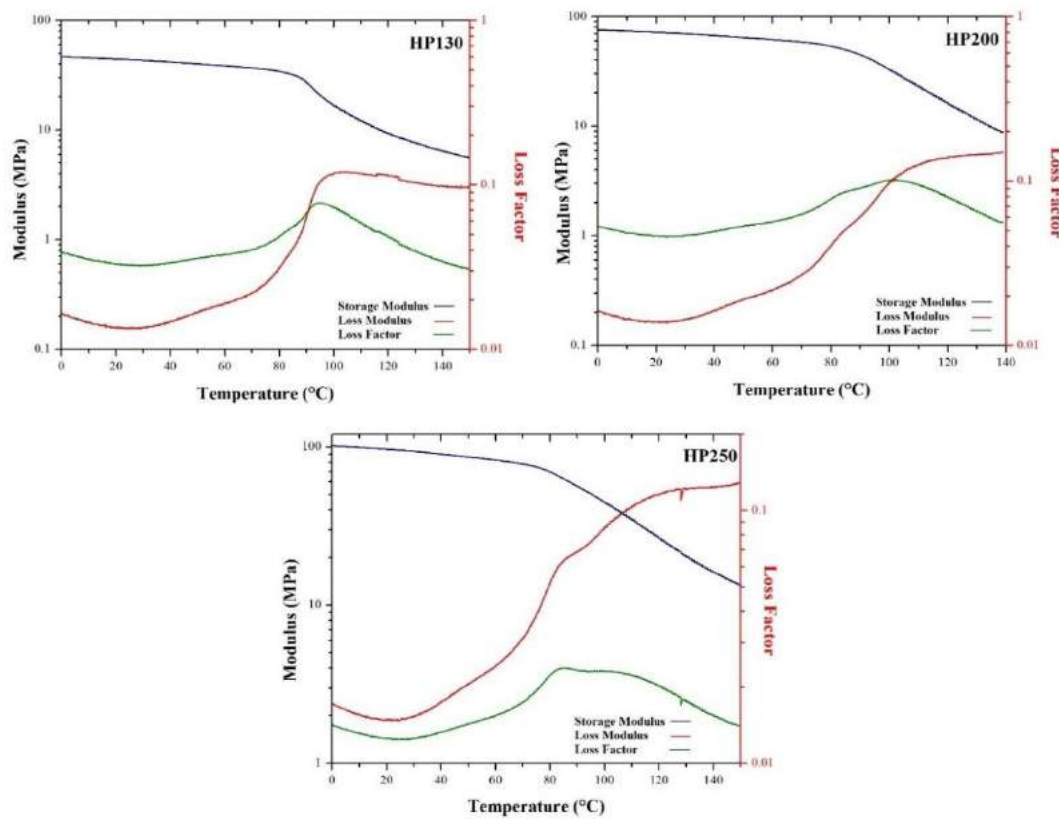 HP130
100
10
1
0.1
Modulus (MPa)
1
0.1
0.01
Loss Factor
Storage Modulus
Loss Modulus
Loss Factor
0 20 40 60 80 100 120 140
Temperature (°C)
HP200
100
10
1
0.1
Modulus (MPa)
1
0.1
0.01
Loss Factor
Storage Modulus
Loss Modulus
Loss Factor
0 20 40 60 80 100 120 140
Temperature (°C)
HP250
100
10
1
Modulus (MPa)
0.1
0.01
Loss Factor
Storage Modulus
Loss Modulus
Loss Factor
0 20 40 60 80 100 120 140
Temperature (°C)